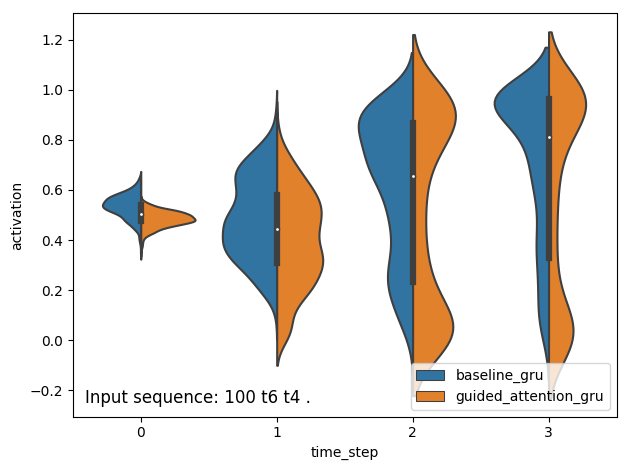 1.2
1.0
0.8
0.6
0.4
0.2
0.0
−0.2
activation
Input sequence: 100 t6 t4 .
baseline_gru
guided_attention_gru
0 1 2 3
time_step